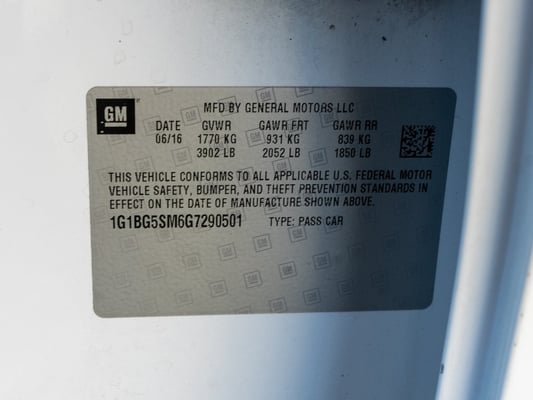 GM MFD BY GENERAL MOTORS LLC
DATE GVWR GAWR FRT GAWR RR
06/16 1770 KG 931 KG 839 KG
3902 LB 2052 LB 1850 LB
THIS VEHICLE CONFORMS TO ALL APPLICABLE U.S. FEDERAL MOTOR
VEHICLE SAFETY, BUMPER, AND THEFT PREVENTION STANDARDS IN
EFFECT ON THE DATE OF MANUFACTURE SHOWN ABOVE.
1G1BG5SM6G7290501 TYPE: PASS CAR